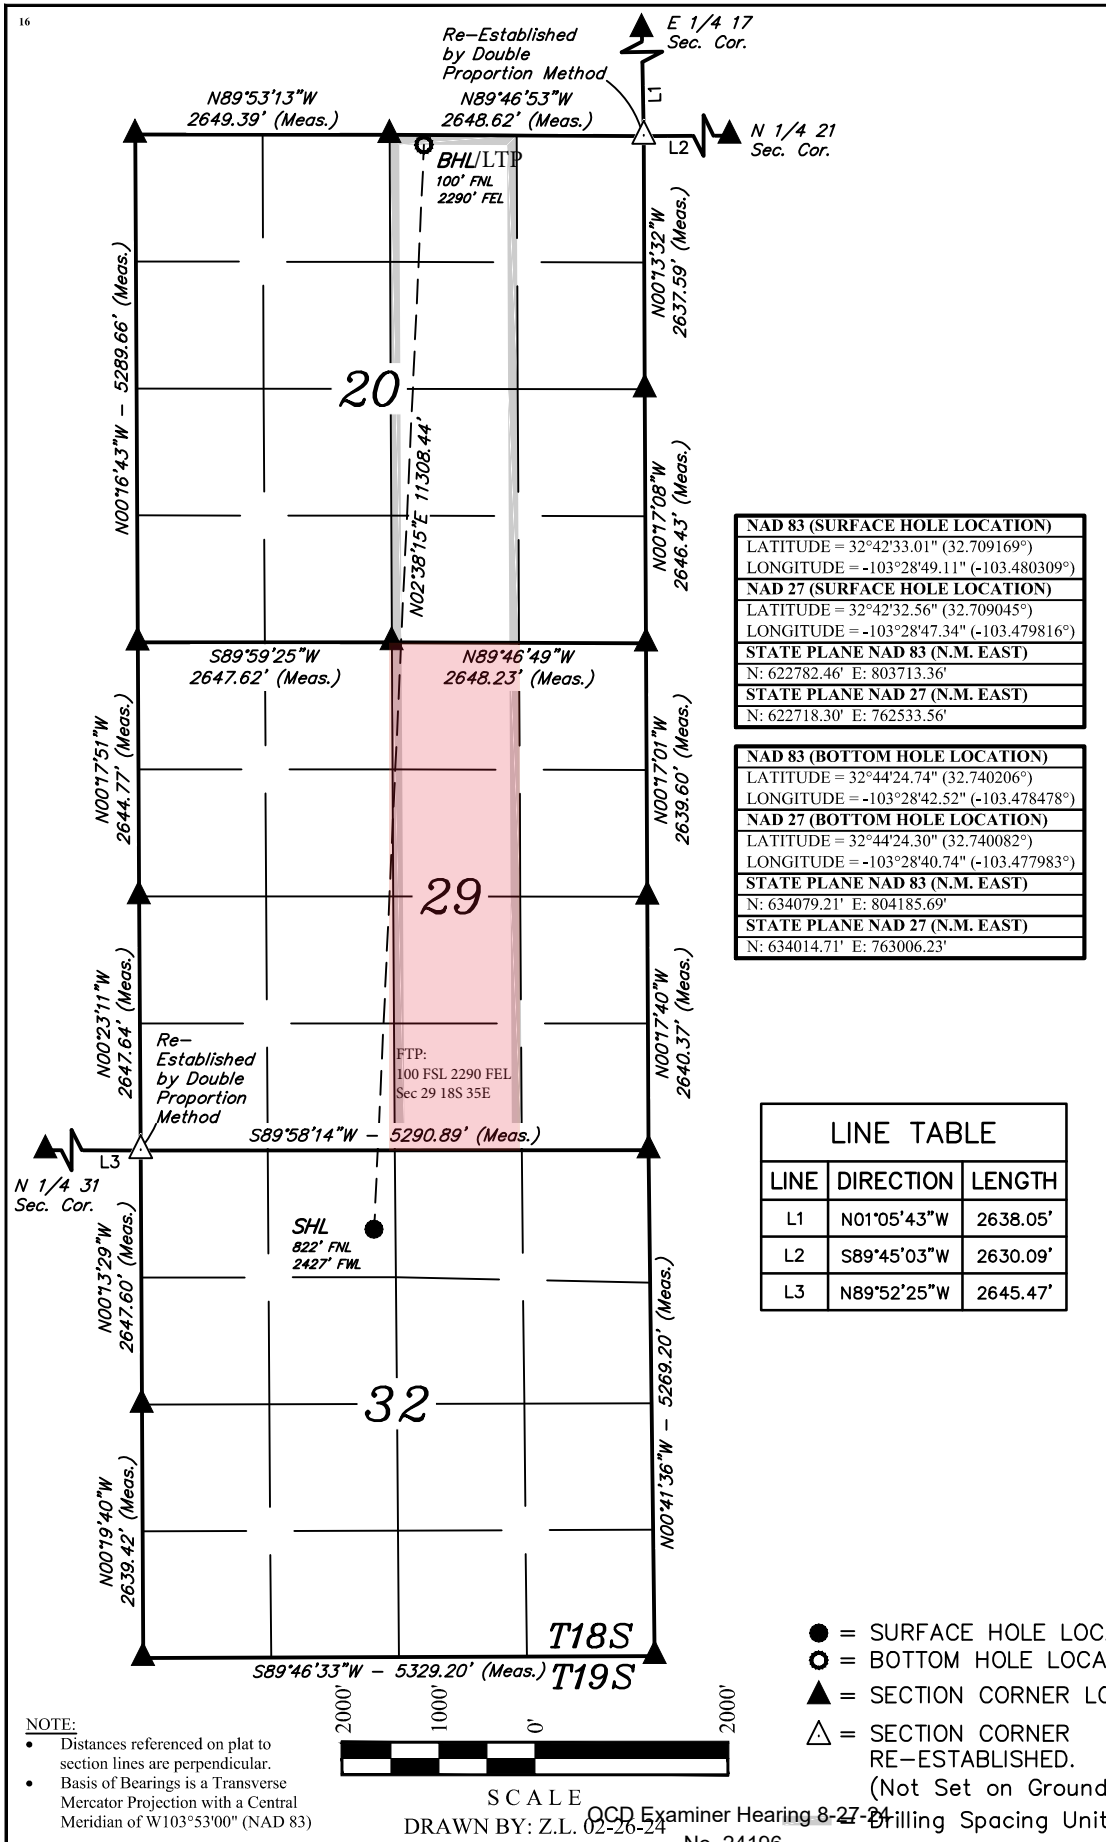 16
E 1/4 17
Sec. Cor.
Re-Established
by Double
Proportion Method
L1
N89°53'13"W
2649.39' (Meas.)
N89°46'53"W
2648.62' (Meas.)
L2
N 1/4 21
Sec. Cor.
BHL/LTP
100' FNL
2290' FEL
N00°16'43"W – 5289.66' (Meas.)
N00°13'32"W
2637.59' (Meas.)
20
N02°38'15"E 11308.44'
N00°17'08"W
2646.43' (Meas.)
S89°59'25"W
2647.62' (Meas.)
N89°46'49"W
2648.23' (Meas.)
N00°17'51"W
2644.77' (Meas.)
N00°17'01"W
2639.60' (Meas.)
29
N00°23'11"W
2647.64' (Meas.)
N00°17'40"W
2640.37' (Meas.)
Re-
Established
by Double
Proportion
Method
FTP:
100 FSL 2290 FEL
Sec 29 18S 35E
S89°58'14"W – 5290.89' (Meas.)
L3
N 1/4 31
Sec. Cor.
SHL
822' FNL
2427' FWL
N00°13'29"W
2647.60' (Meas.)
N00°41'36"W – 5269.20' (Meas.)
32
N00°19'40"W
2639.42' (Meas.)
T18S
S89°46'33"W – 5329.20' (Meas.)
T19S
NAD 83 (SURFACE HOLE LOCATION)
LATITUDE = 32°42'33.01" (32.709169°)
LONGITUDE = -103°28'49.11" (-103.480309°)
NAD 27 (SURFACE HOLE LOCATION)
LATITUDE = 32°42'32.56" (32.709045°)
LONGITUDE = -103°28'47.34" (-103.479816°)
STATE PLANE NAD 83 (N.M. EAST)
N: 622782.46' E: 803713.36'
STATE PLANE NAD 27 (N.M. EAST)
N: 622718.30' E: 762533.56'
NAD 83 (BOTTOM HOLE LOCATION)
LATITUDE = 32°44'24.74" (32.740206°)
LONGITUDE = -103°28'42.52" (-103.478478°)
NAD 27 (BOTTOM HOLE LOCATION)
LATITUDE = 32°44'24.30" (32.740082°)
LONGITUDE = -103°28'40.74" (-103.477983°)
STATE PLANE NAD 83 (N.M. EAST)
N: 634079.21' E: 804185.69'
STATE PLANE NAD 27 (N.M. EAST)
N: 634014.71' E: 763006.23'
LINE TABLE
LINE DIRECTION LENGTH
L1 N01°05'43"W 2638.05'
L2 S89°45'03"W 2630.09'
L3 N89°52'25"W 2645.47'
= SURFACE HOLE LOC
= BOTTOM HOLE LOCA
= SECTION CORNER LO
= SECTION CORNER
RE-ESTABLISHED.
(Not Set on Ground
= Drilling Spacing Unit
NOTE:
• Distances referenced on plat to
section lines are perpendicular.
• Basis of Bearings is a Transverse
Mercator Projection with a Central
Meridian of W103°53'00" (NAD 83)
2000' 1000' 0' 2000'
SCALE
DRAWN BY: Z.L. 02-26-24
OCD Examiner Hearing 8-27-24
No. 24196